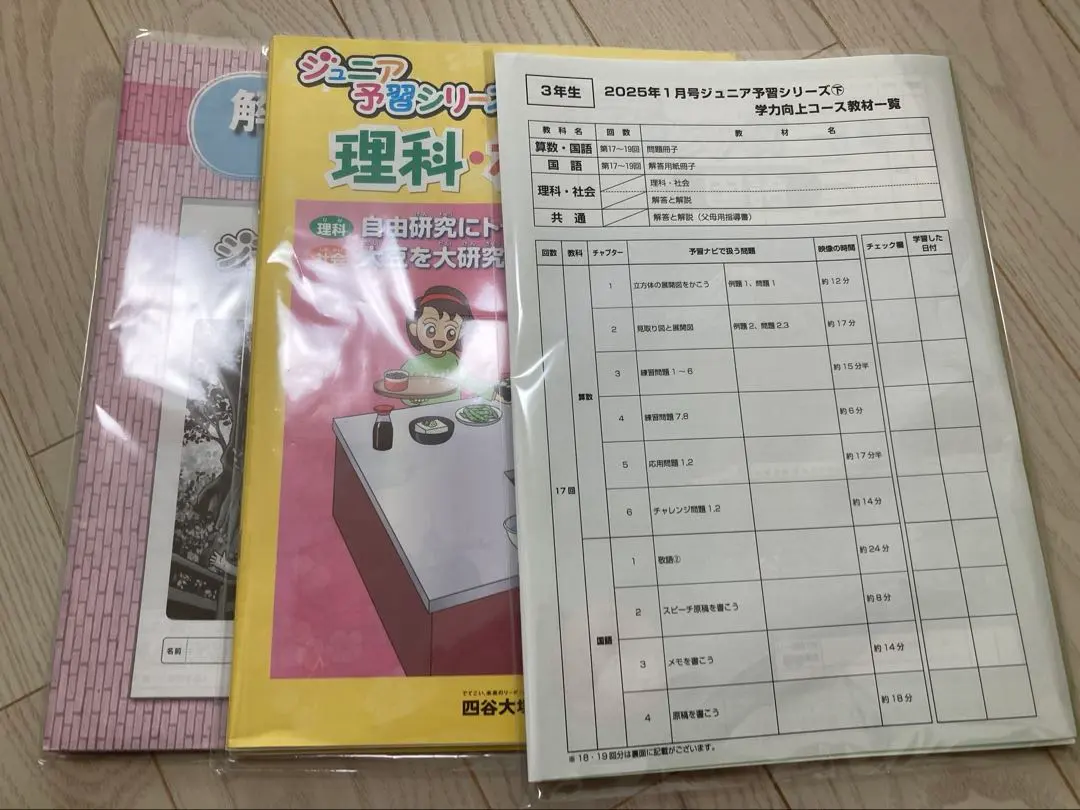 解
名前
ジュニア
予習シリーズ
理科・
理科 自由研究にト
社会 大豆を大研究
四谷大塚
3年生
2025年1月号ジュニア予習シリーズ下
学力向上コース教材一覧
教科名 回数 教材名
算数・国語 第17〜19回 問題冊子
国語 第17〜19回 解答用紙冊子
理科・社会 理科・社会
解答と解説
共通 解答と解説（父母用指導書）
回数 教科 チャプター 予習ナビで扱う問題 映像の時間 チェック欄 学習した日付
17回 算数 1 立方体の展開図をかこう 例題1、問題1 約12分
2 見取り図と展開図 例題2、問題2,3 約17分
3 練習問題1〜6 約15分半
4 練習問題7,8 約6分
5 応用問題1,2 約17分半
6 チャレンジ問題1,2 約14分
国語 1 敬語② 約24分
2 スピーチ原稿を書こう 約8分
3 メモを書こう 約14分
4 原稿を書こう 約18分
※18・19回分は裏面に記載がございます。